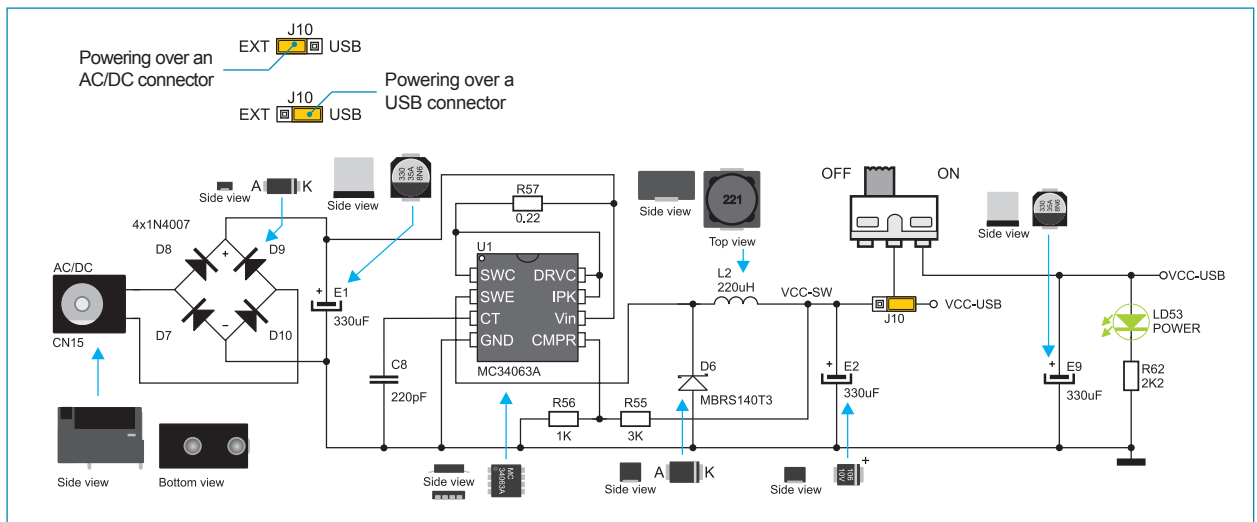 J10
EXT USB
Powering over an
AC/DC connector
J10
EXT USB
Powering over a
USB connector
4x1N4007
D8
D9
D7
D10
+
−
AC/DC
CN15
Side view
Bottom view
Side view
A K
Side view
330
35A
8N6
+
E1
330uF
R57
0.22
U1
SWC DRVC
SWE IPK
CT Vin
GND CMPR
MC34063A
C8
220pF
R56
1K
R55
3K
Side view
MC
34063A
Side view
221
Top view
L2
220uH
VCC-SW
D6
MBRS140T3
Side view
A K
+
E2
330uF
Side view
106
10V
+
OFF ON
J10
VCC-USB
Side view
330
35A
8N6
+
E9
330uF
VCC-USB
LD53
POWER
R62
2K2